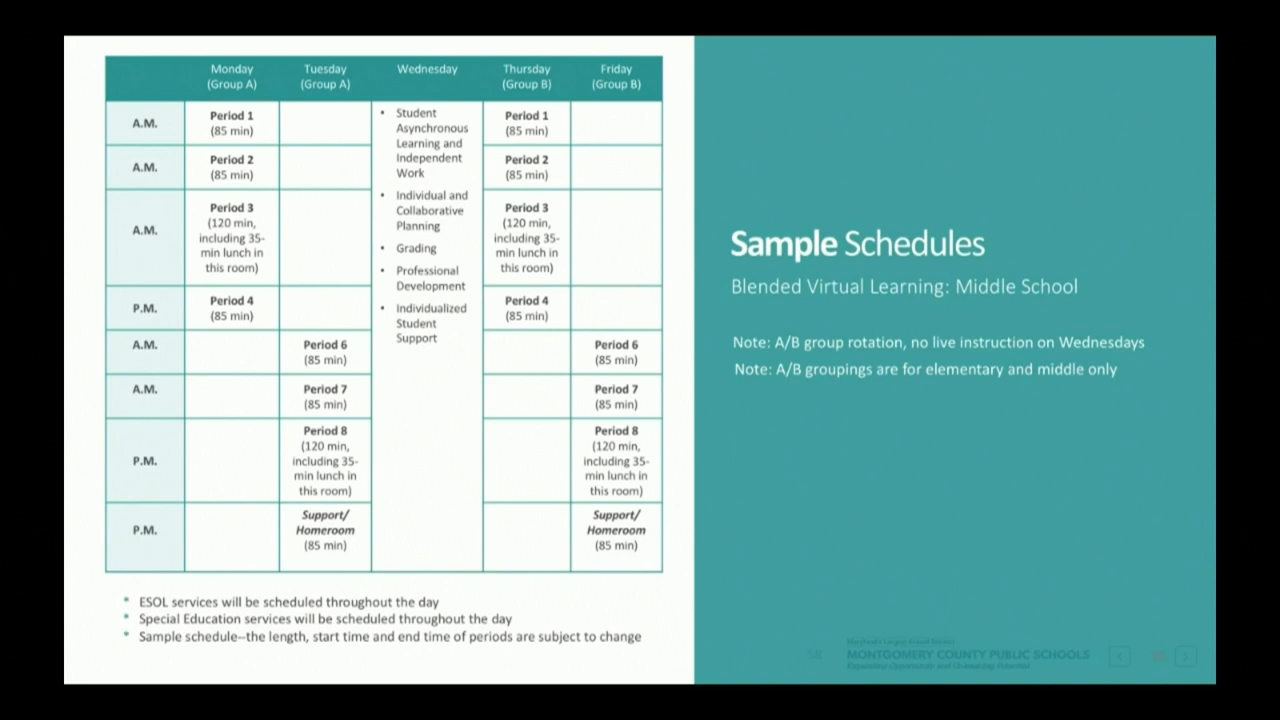 Monday Tuesday Wednesday Thursday Friday
(Group A) (Group A) (Group B) (Group B)
A.M. Period 1 (85 min) Period 1 (85 min)
A.M. Period 2 (85 min) Period 2 (85 min)
A.M. Period 3 (120 min, including 35-min lunch in this room) Period 3 (120 min, including 35-min lunch in this room)
P.M. Period 4 (85 min) Period 4 (85 min)
• Student
Asynchronous
Learning and
Independent
Work
• Individual and
Collaborative
Planning
• Grading
• Professional
Development
• Individualized
Student
Support
A.M. Period 6 (85 min) Period 6 (85 min)
A.M. Period 7 (85 min) Period 7 (85 min)
P.M. Period 8 (120 min, including 35-min lunch in this room) Period 8 (120 min, including 35-min lunch in this room)
P.M. Support/Homeroom (85 min) Support/Homeroom (85 min)
* ESOL services will be scheduled throughout the day
* Special Education services will be scheduled throughout the day
* Sample schedule--the length, start time and end time of periods are subject to change
Sample Schedules
Blended Virtual Learning: Middle School
Note: A/B group rotation, no live instruction on Wednesdays
Note: A/B groupings are for elementary and middle only
MONTGOMERY COUNTY PUBLIC SCHOOLS
Expanding Opportunity and Unleashing Potential